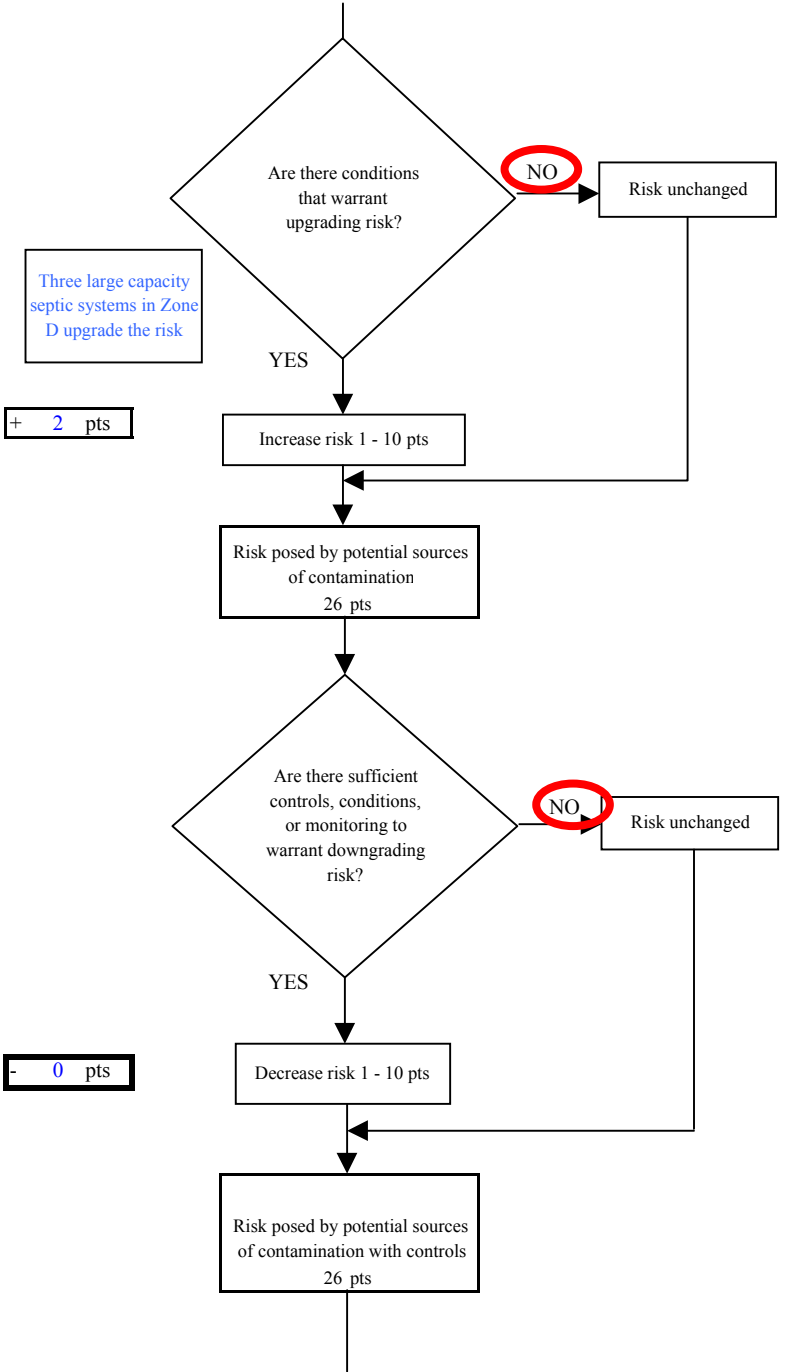 Are there conditions
that warrant
upgrading risk?
NO
Risk unchanged
Three large capacity
septic systems in Zone
D upgrade the risk
YES
+ 2 pts
Increase risk 1 - 10 pts
Risk posed by potential sources
of contamination
26 pts
Are there sufficient
controls, conditions,
or monitoring to
warrant downgrading
risk?
NO
Risk unchanged
YES
- 0 pts
Decrease risk 1 - 10 pts
Risk posed by potential sources
of contamination with controls
26 pts